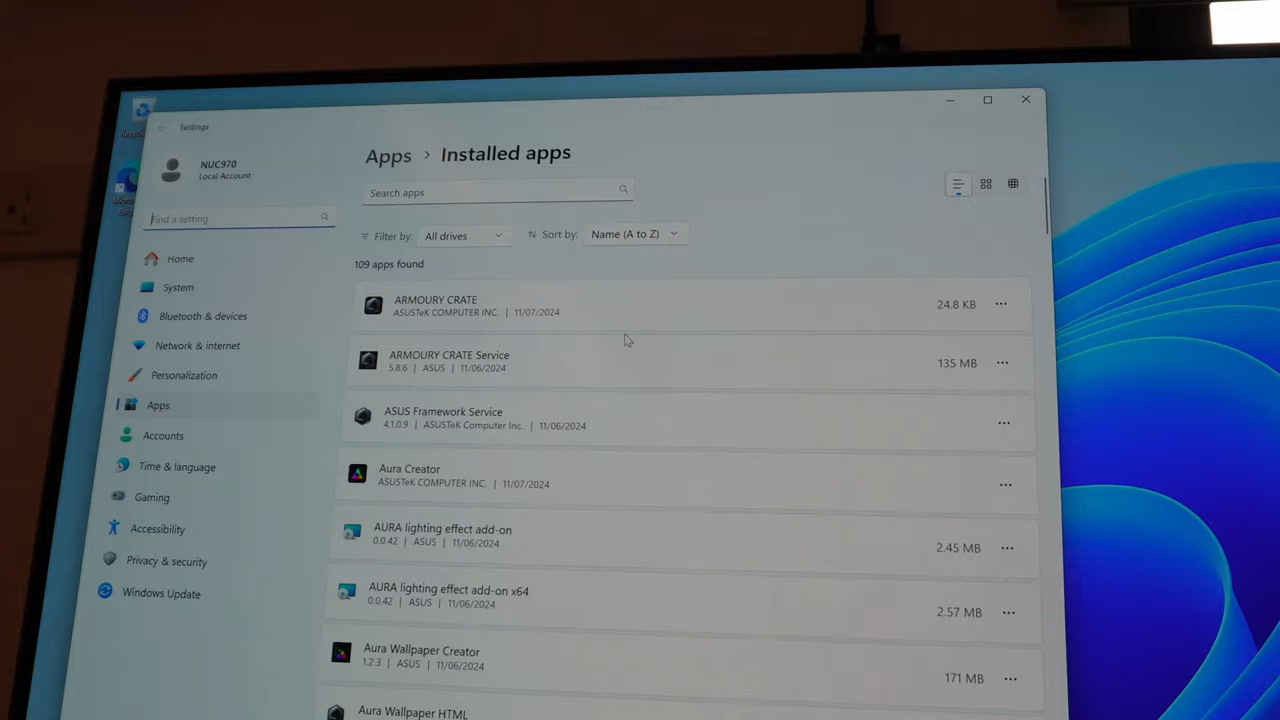 Settings
NUC970
Local Account
Find a setting
Home
System
Bluetooth & devices
Network & internet
Personalization
Apps
Accounts
Time & language
Gaming
Accessibility
Privacy & security
Windows Update
Apps > Installed apps
Search apps
Filter by: All drives
Sort by: Name (A to Z)
109 apps found
ARMOURY CRATE
ASUSTeK COMPUTER INC. | 11/07/2024
24.8 KB
ARMOURY CRATE Service
5.8.6 | ASUS | 11/06/2024
135 MB
ASUS Framework Service
4.1.0.9 | ASUSTeK Computer Inc. | 11/06/2024
Aura Creator
ASUSTeK COMPUTER INC. | 11/07/2024
AURA lighting effect add-on
0.0.42 | ASUS | 11/06/2024
2.45 MB
AURA lighting effect add-on x64
0.0.42 | ASUS | 11/06/2024
2.57 MB
Aura Wallpaper Creator
1.2.3 | ASUS | 11/06/2024
171 MB
Aura Wallpaper HTML